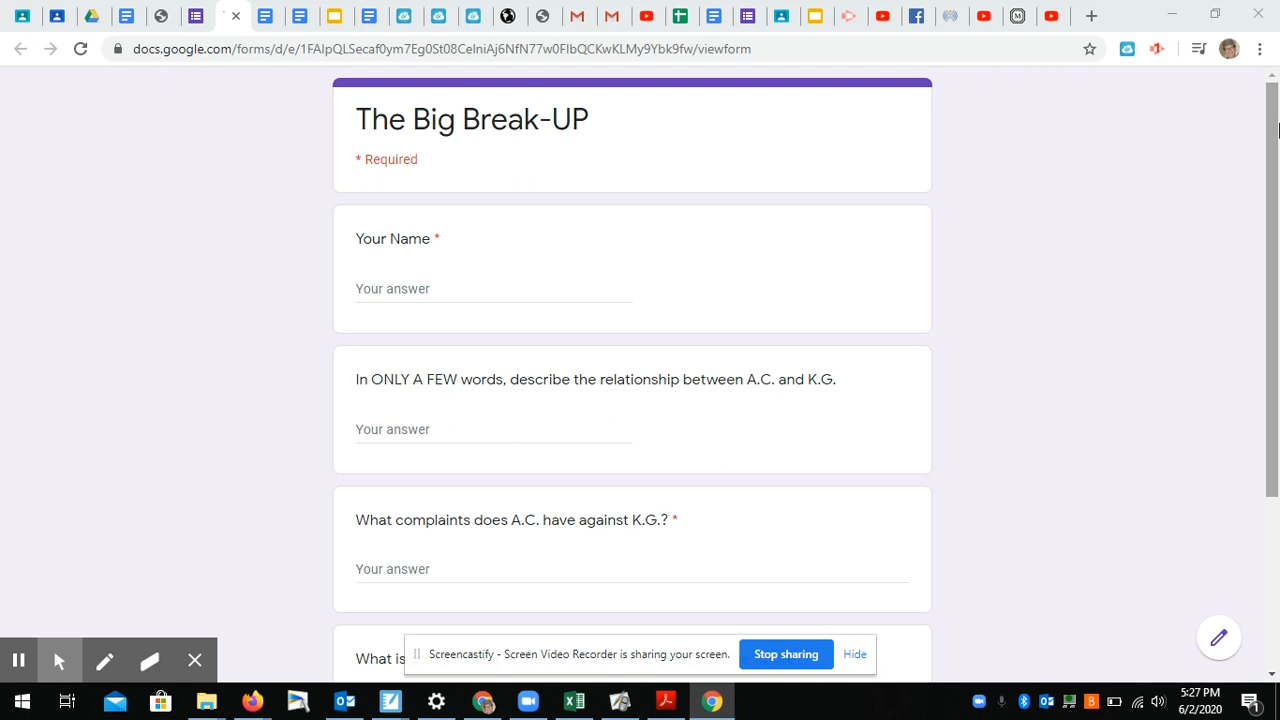 docs.google.com/forms/d/e/1FAIpQLSecaf0ym7Eg0St08CeIniAj6NfN77w0FlbQCKwKLMy9Ybk9fw/viewform
The Big Break-UP
* Required
Your Name *
Your answer
In ONLY A FEW words, describe the relationship between A.C. and K.G.
Your answer
What complaints does A.C. have against K.G.? *
Your answer
What is
Screencastify - Screen Video Recorder is sharing your screen.
Stop sharing
Hide
5:27 PM
6/2/2020